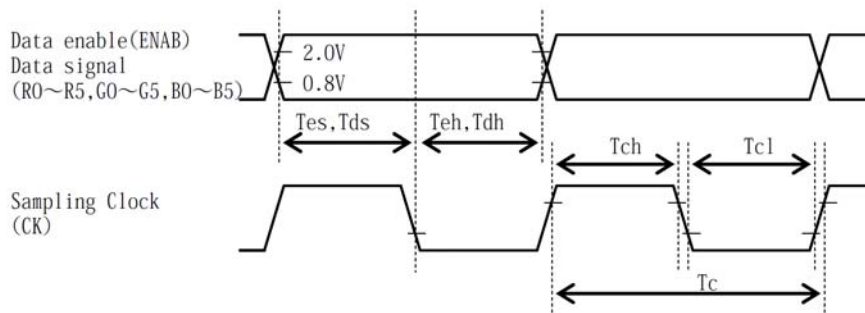 Data enable(ENAB)
2.0V
Data signal
0.8V
(R0～R5,G0～G5,B0～B5)
Tes,Tds
Teh,Tdh
Tch
Tcl
Sampling Clock
(CK)
Tc